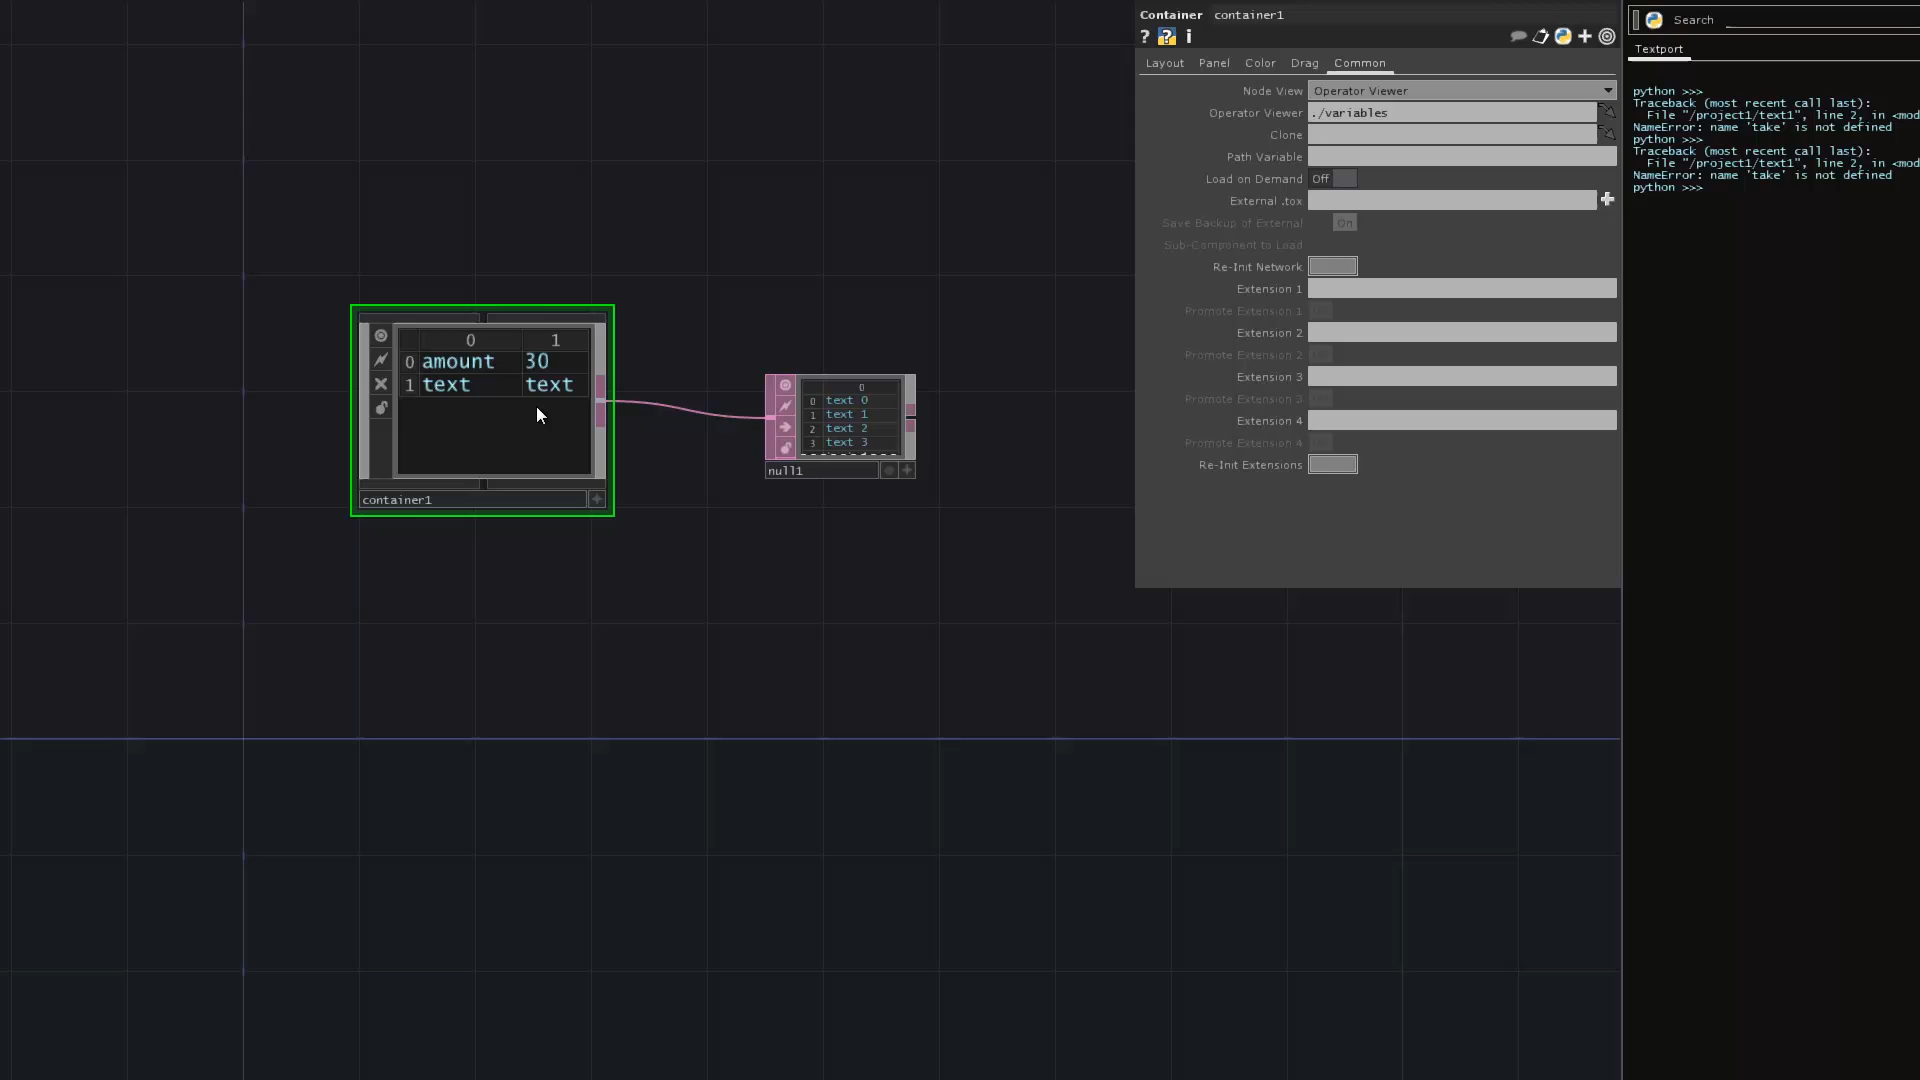 Container container1
? ? i
Layout Panel Color Drag Common
Node View Operator Viewer
Operator Viewer ./variables
Clone
Path Variable
Load on Demand Off
External .tox
Save Backup of External On
Sub-Component to Load
Re-Init Network
Extension 1
Promote Extension 1
Extension 2
Promote Extension 2
Extension 3
Promote Extension 3
Extension 4
Promote Extension 4
Re-Init Extensions
Search
Textport
python >>>
Traceback (most recent call last):
File "/project1/text1", line 2, in <mod
NameError: name 'take' is not defined
python >>>
Traceback (most recent call last):
File "/project1/text1", line 2, in <mod
NameError: name 'take' is not defined
python >>>
0 1
0 amount 30
1 text text
container1
0
0 text 0
1 text 1
2 text 2
3 text 3
null1